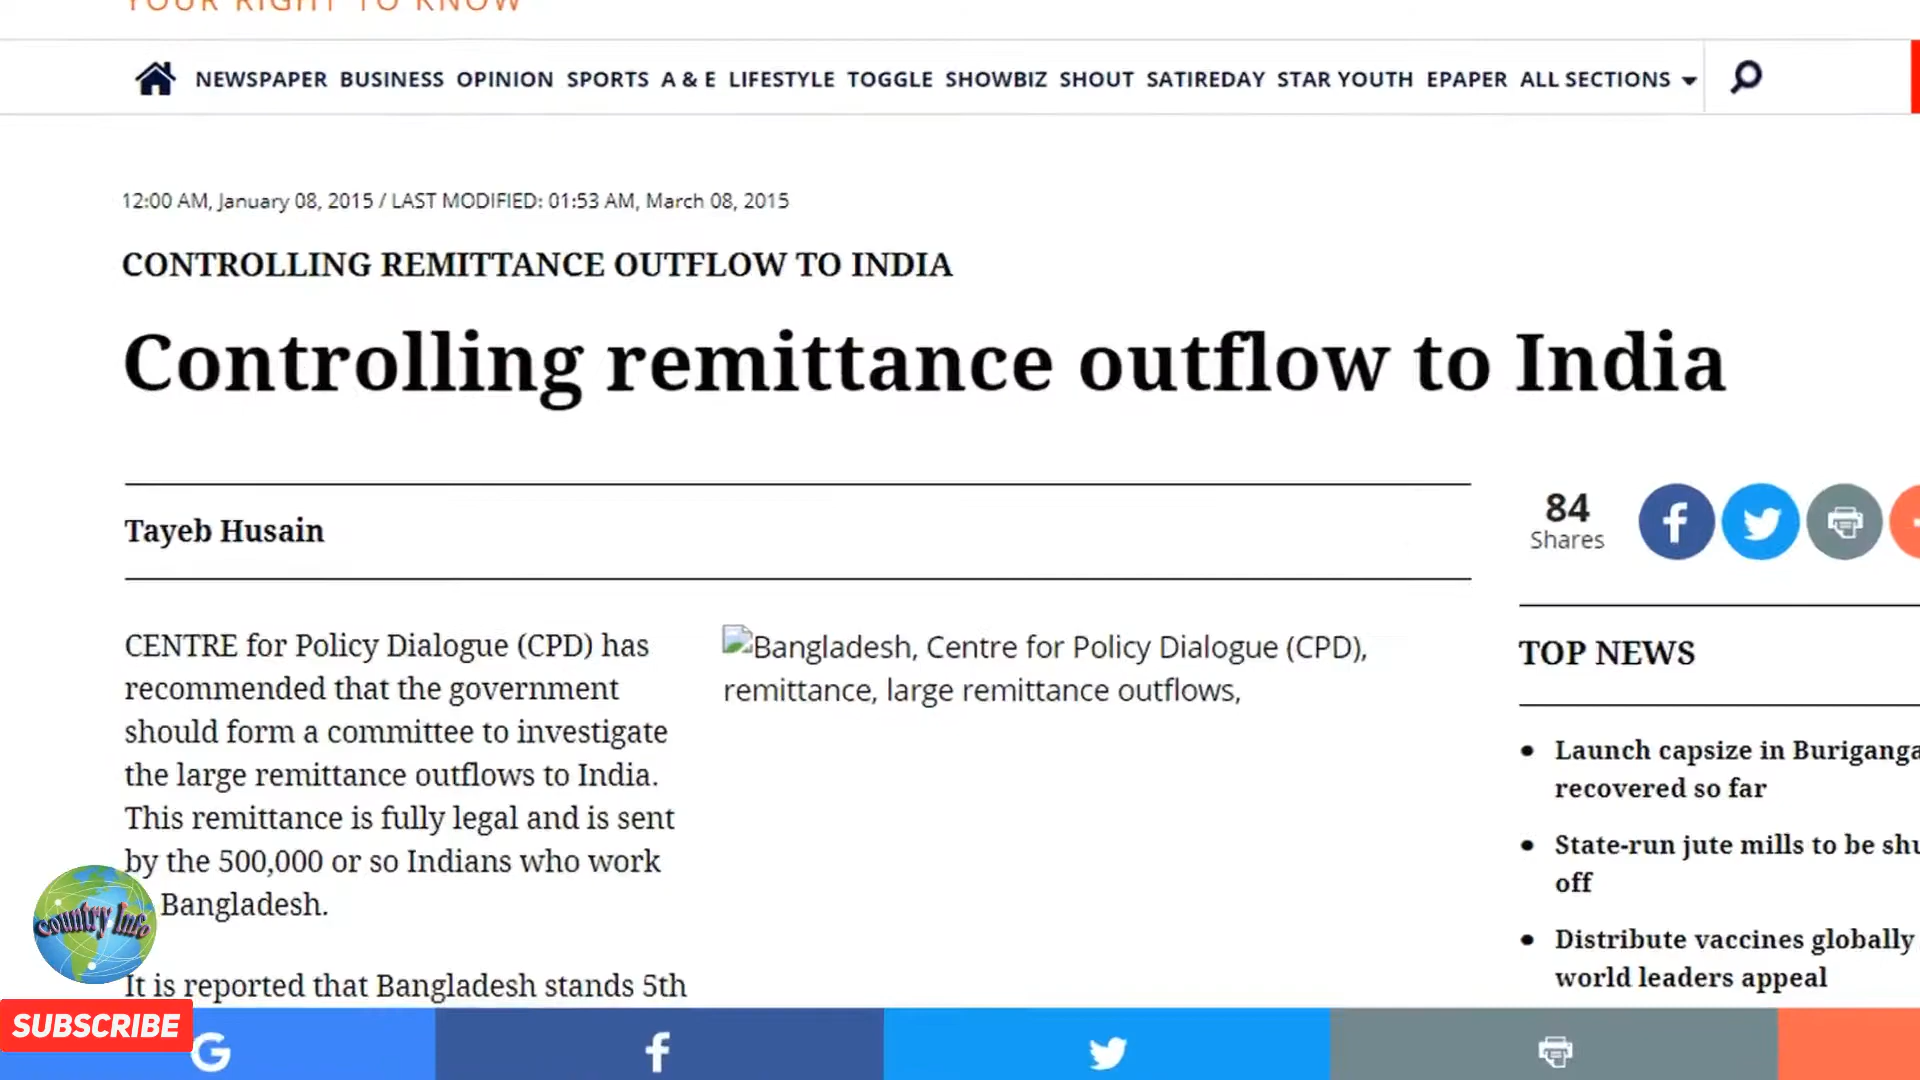 YOUR RIGHT TO KNOW
NEWSPAPER BUSINESS OPINION SPORTS A & E LIFESTYLE TOGGLE SHOWBIZ SHOUT SATIREDAY STAR YOUTH EPAPER ALL SECTIONS
12:00 AM, January 08, 2015 / LAST MODIFIED: 01:53 AM, March 08, 2015
CONTROLLING REMITTANCE OUTFLOW TO INDIA
Controlling remittance outflow to India
Tayeb Husain
84
Shares
CENTRE for Policy Dialogue (CPD) has
recommended that the government
should form a committee to investigate
the large remittance outflows to India.
This remittance is fully legal and is sent
by the 500,000 or so Indians who work
Bangladesh.
It is reported that Bangladesh stands 5th
Bangladesh, Centre for Policy Dialogue (CPD),
remittance, large remittance outflows,
TOP NEWS
Launch capsize in Buriganga
recovered so far
State-run jute mills to be shu
off
Distribute vaccines globally
world leaders appeal
Country Info
SUBSCRIBE